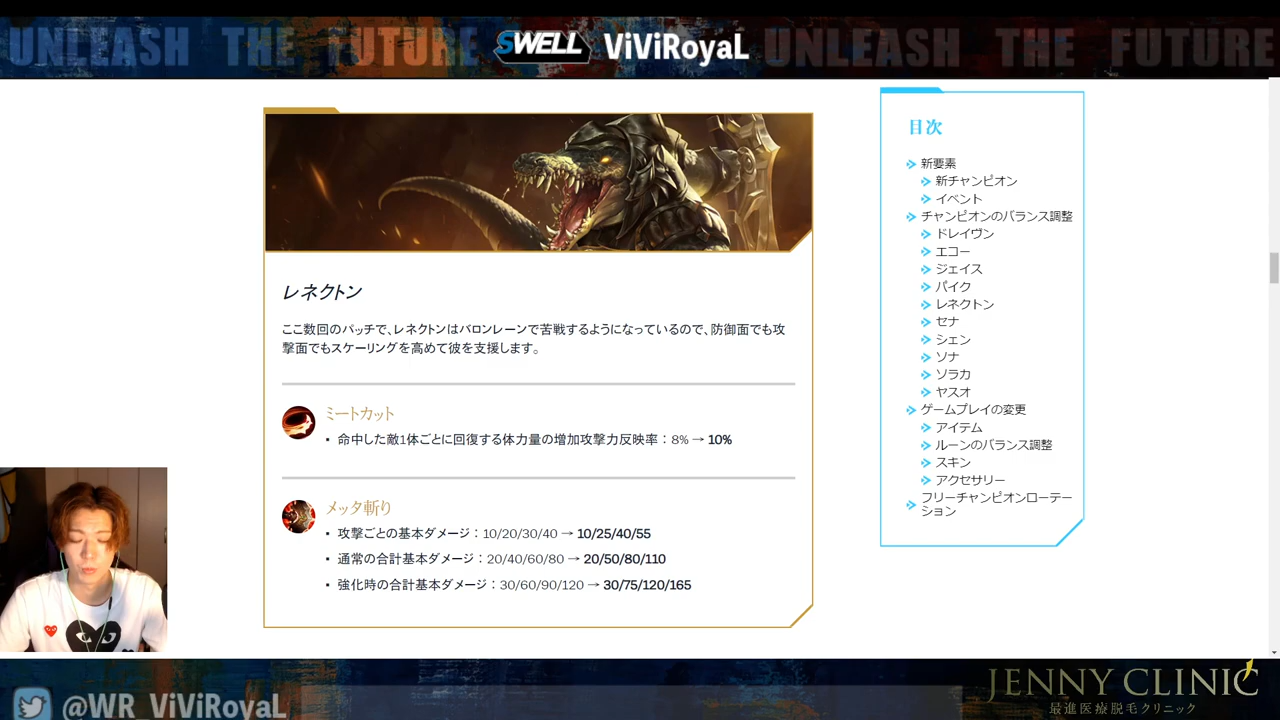 UNLEASH THE FUTURE SWELL ViViRoyaL UNLEASH THE FUTURE
レネクトン
ここ数回のパッチで、レネクトンはバロンレーンで苦戦するようになっているので、防御面でも攻
撃面でもスケーリングを高めて彼を支援します。
ミートカット
• 命中した敵1体ごとに回復する体力量の増加攻撃力反映率：8% → 10%
メッタ斬り
• 攻撃ごとの基本ダメージ：10/20/30/40 → 10/25/40/55
• 通常の合計基本ダメージ：20/40/60/80 → 20/50/80/110
• 強化時の合計基本ダメージ：30/60/90/120 → 30/75/120/165
目次
新要素
新チャンピオン
イベント
チャンピオンのバランス調整
ドレイヴン
エコー
ジェイス
パイク
レネクトン
セナ
シェン
ソナ
ソラカ
ヤスオ
ゲームプレイの変更
アイテム
ルーンのバランス調整
スキン
アクセサリー
フリーチャンピオンローテー
ション
@WR_ViViRoyaL
JENNY CLINIC
最進医療脱毛クリニック